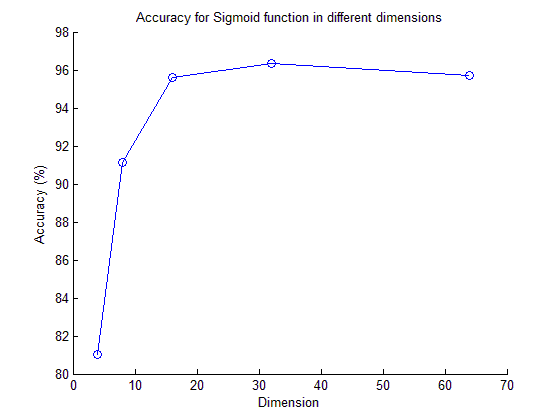 Accuracy for Sigmoid function in different dimensions
98
96
94
92
90
88
86
84
82
80
Accuracy (%)
0 10 20 30 40 50 60 70
Dimension